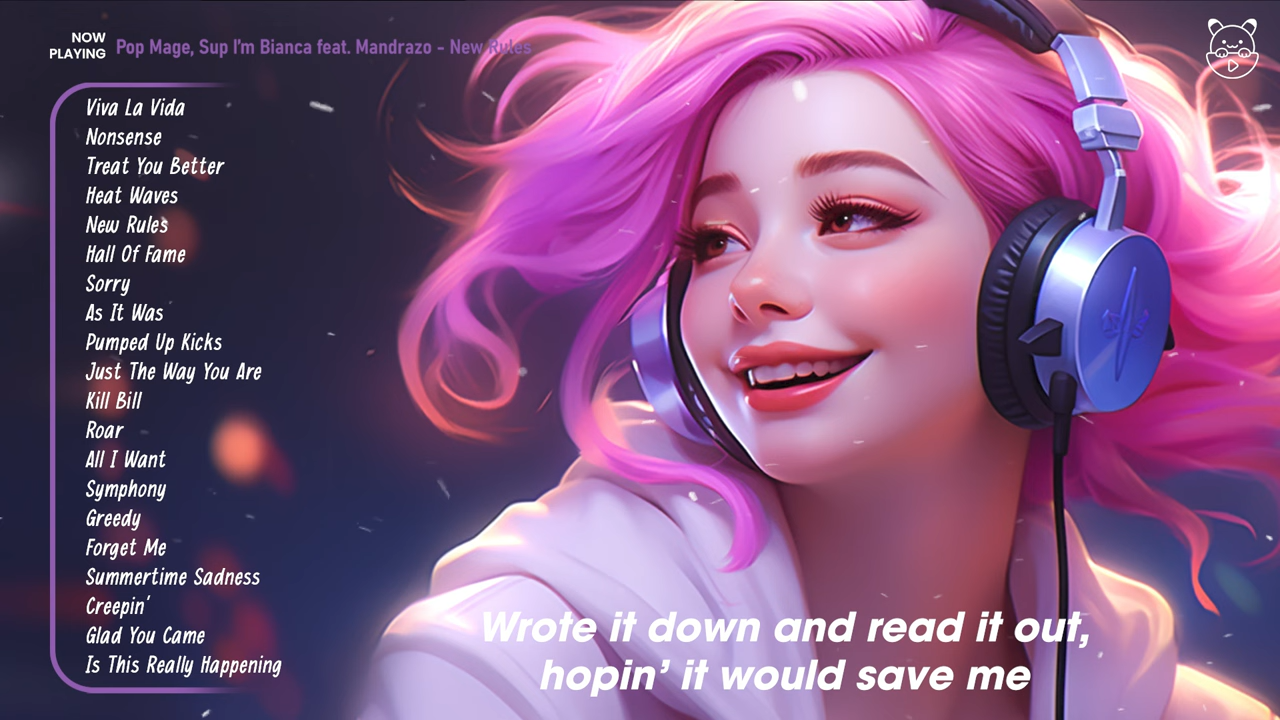 NOW
PLAYING
Pop Mage, Sup I'm Bianca feat. Mandrazo - New Rules
Viva La Vida
Nonsense
Treat You Better
Heat Waves
New Rules
Hall Of Fame
Sorry
As It Was
Pumped Up Kicks
Just The Way You Are
Kill Bill
Roar
All I Want
Symphony
Greedy
Forget Me
Summertime Sadness
Creepin'
Glad You Came
Is This Really Happening
Wrote it down and read it out,
hopin' it would save me